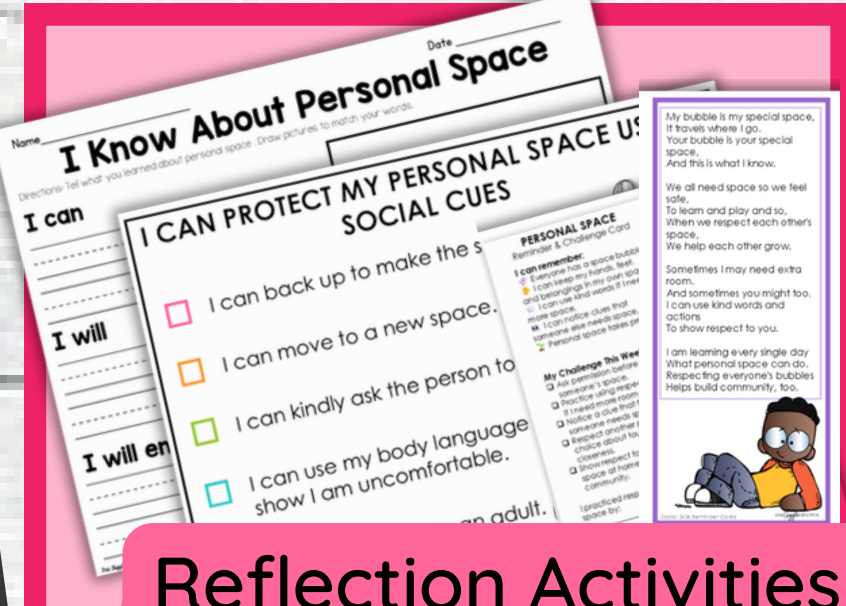 Name
Date
I Know About Personal Space
Directions: Tell what you learned about personal space. Draw pictures to match your words.
I can
I will
I will en
I CAN PROTECT MY PERSONAL SPACE US
SOCIAL CUES
I can back up to make the s
I can move to a new space.
I can kindly ask the person to
I can use my body language
show I am uncomfortable.
an adult.
PERSONAL SPACE
Reminder & Challenge Card
I can remember:
Everyone has a space bubble
I can keep my hands, feet,
and belongings in my own spa
I can use kind words if I nee
more space.
I can notice clues that
someone else needs space.
Personal space takes pr
My Challenge This Wee
Ask permission before
someone's space.
Practice using respe
if I need more room
Notice a clue that
someone needs sp
Respect another
choice about tou
closeness.
Show respect fo
space at home
community.
I practiced resp
space by:
My bubble is my special space,
It travels where I go.
Your bubble is your special
space,
And this is what I know.
We all need space so we feel
safe,
To learn and play and so,
When we respect each other's
space,
We help each other grow.
Sometimes I may need extra
room.
And sometimes you might too.
I can use kind words and
actions
To show respect to you.
I am learning every single day
What personal space can do.
Respecting everyone's bubbles
Helps build community, too.
Reflection Activities